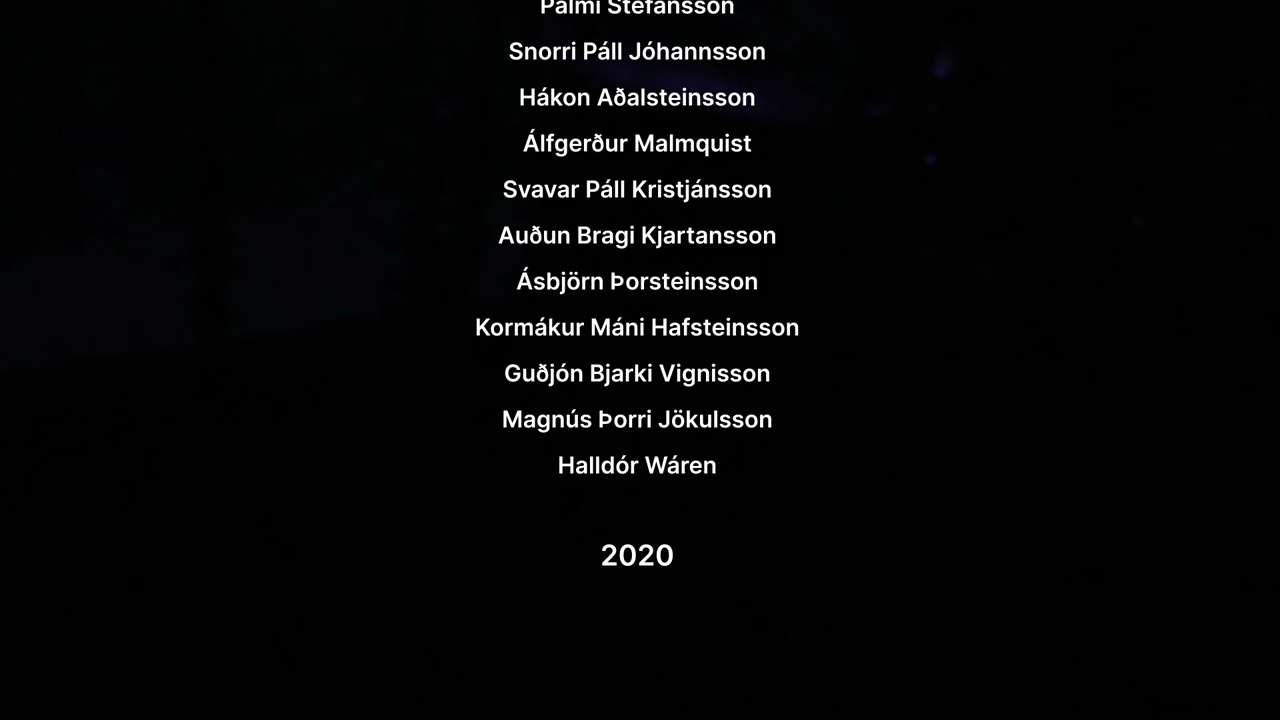 Pálmi Stefánsson
Snorri Páll Jóhannsson
Hákon Aðalsteinsson
Álfgerður Malmquist
Svavar Páll Kristjánsson
Auðun Bragi Kjartansson
Ásbjörn Þorsteinsson
Kormákur Máni Hafsteinsson
Guðjón Bjarki Vignisson
Magnús Þorri Jökulsson
Halldór Wáren
2020